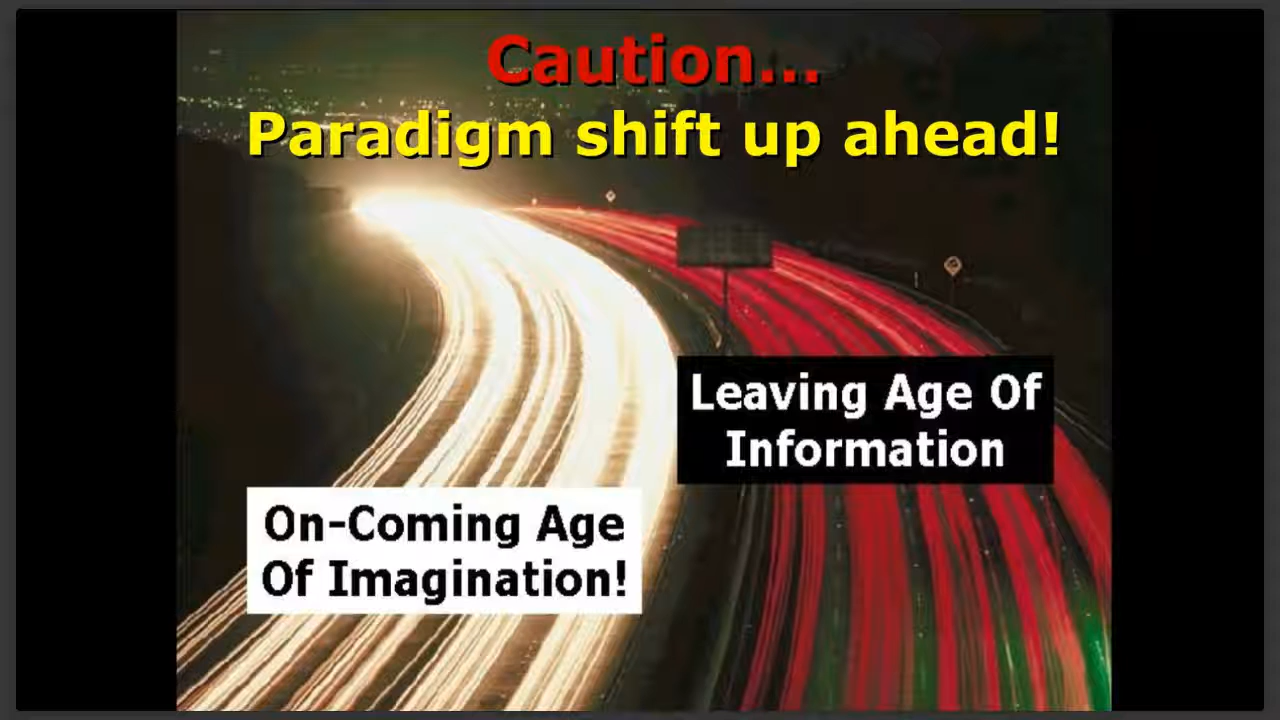 Caution...
Paradigm shift up ahead!
Leaving Age Of
Information
On-Coming Age
Of Imagination!